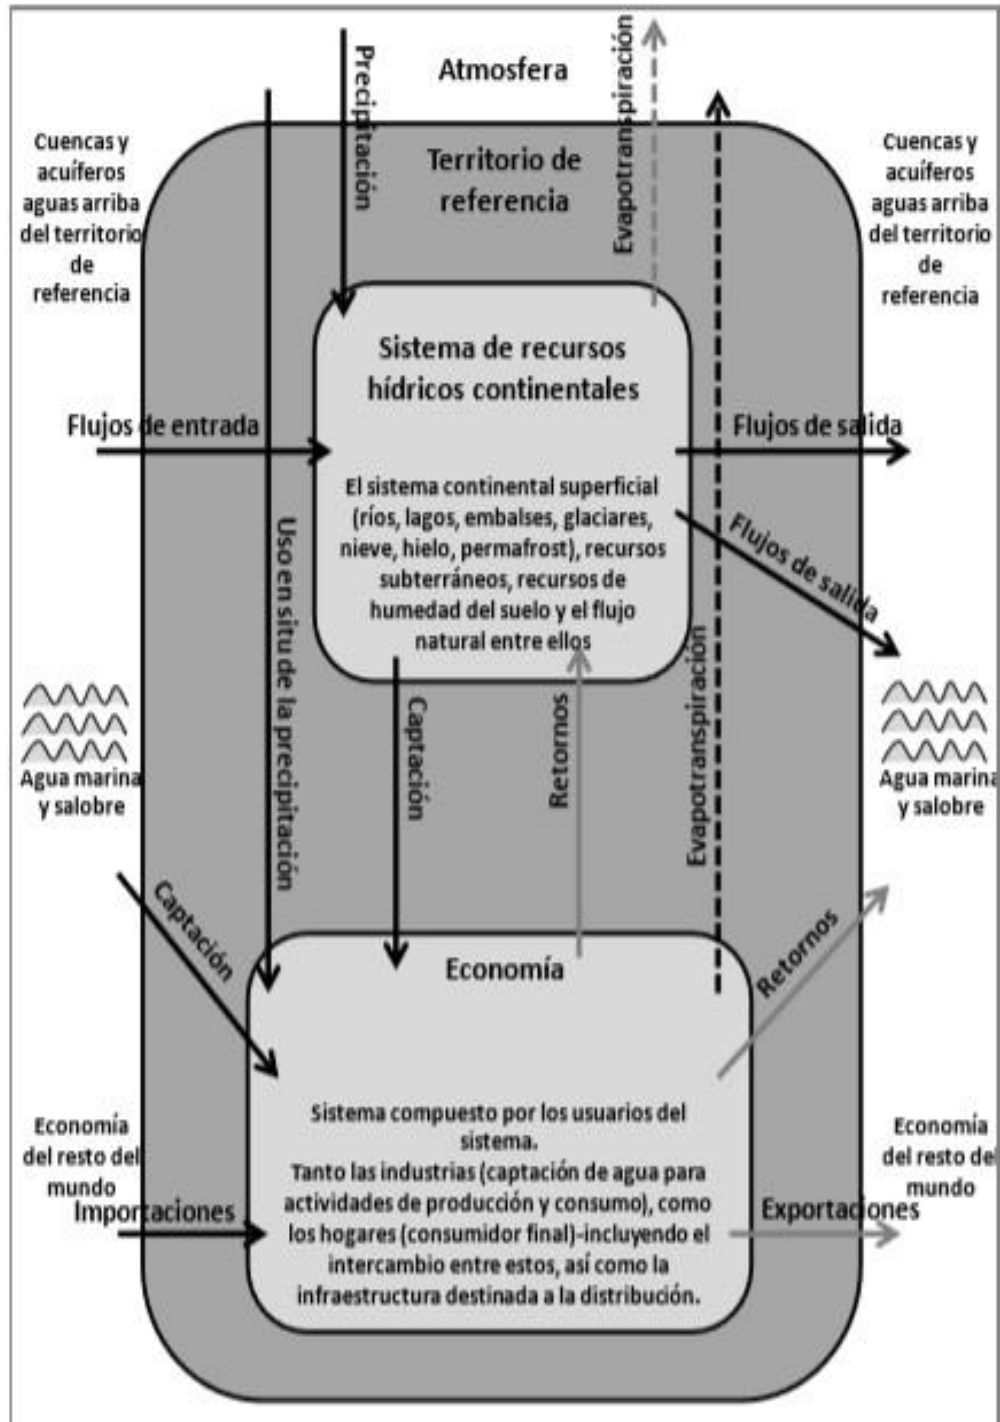 Atmosfera
Precipitación
Evapotranspiración
Cuencas y
acuíferos
aguas arriba
del territorio
de
referencia
Territorio de
referencia
Cuencas y
acuíferos
aguas arriba
del territorio
de
referencia
Sistema de recursos
hídricos continentales
Flujos de entrada
Flujos de salida
El sistema continental superficial
(ríos, lagos, embalses, glaciares,
nieve, hielo, permafrost), recursos
subterráneos, recursos de
humedad del suelo y el flujo
natural entre ellos
Flujos de salida
Uso en situ de la precipitación
Captación
Retornos
Evapotranspiración
Agua marina
y salobre
Agua marina
y salobre
Captación
Retornos
Economía
Sistema compuesto por los usuarios del
sistema.
Tanto las industrias (captación de agua para
actividades de producción y consumo), como
los hogares (consumidor final)-incluyendo el
intercambio entre estos, así como la
infraestructura destinada a la distribución.
Economía
del resto del
mundo
Importaciones
Economía
del resto del
mundo
Exportaciones